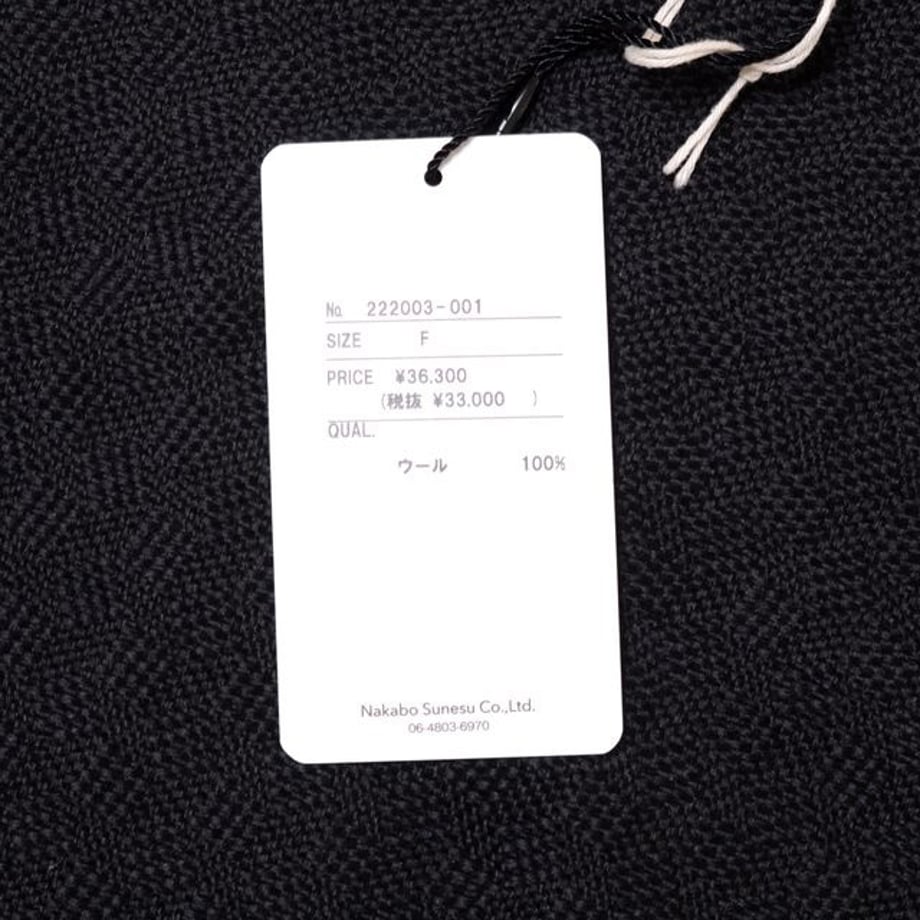 No. 222003-001
SIZE F
PRICE ¥36.300
(税抜 ¥33.000 )
QUAL.
ウール 100%
Nakabo Sunesu Co.,Ltd.
06-4803-6970